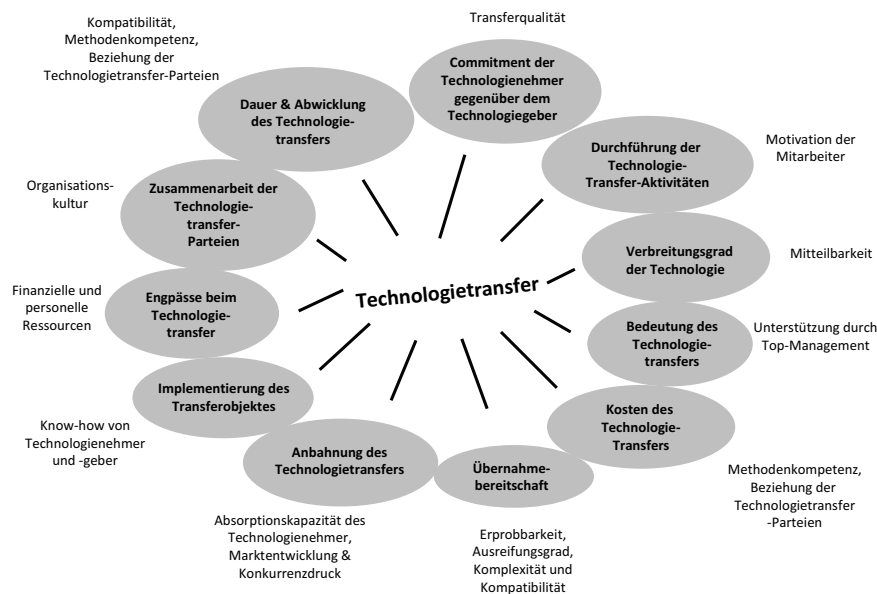 Transferqualität
Kompatibilität,
Methodenkompetenz,
Beziehung der
Technologietransfer-Parteien
Commitment der
Technologienehmer
gegenüber dem
Technologiegeber
Dauer & Abwicklung
des Technologie-
transfers
Durchführung der
Technologie-
Transfer-Aktivitäten
Motivation der
Mitarbeiter
Organisations-
kultur
Zusammenarbeit der
Technologie-
transfer-
Parteien
Verbreitungsgrad
der Technologie
Mitteilbarkeit
Finanzielle und
personelle
Ressourcen
Engpässe beim
Technologie-
transfer
Technologietransfer
Bedeutung des
Technologie-
transfers
Unterstützung durch
Top-Management
Implementierung des
Transferobjektes
Kosten des
Technologie-
Transfers
Know-how von
Technologienehmer
und -geber
Anbahnung des
Technologietransfers
Übernahme-
bereitschaft
Methodenkompetenz,
Beziehung der
Technologietransfer
-Parteien
Absorptionskapazität des
Technologienehmer,
Marktentwicklung &
Konkurrenzdruck
Erprobbarkeit,
Ausreifungsgrad,
Komplexität und
Kompatibilität